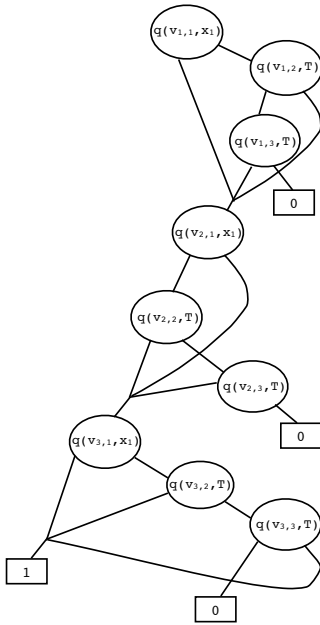 q(v₁,₁,x₁)
q(v₁,₂,T)
q(v₁,₃,T)
0
q(v₂,₁,x₁)
q(v₂,₂,T)
q(v₂,₃,T)
0
q(v₃,₁,x₁)
q(v₃,₂,T)
q(v₃,₃,T)
1
0